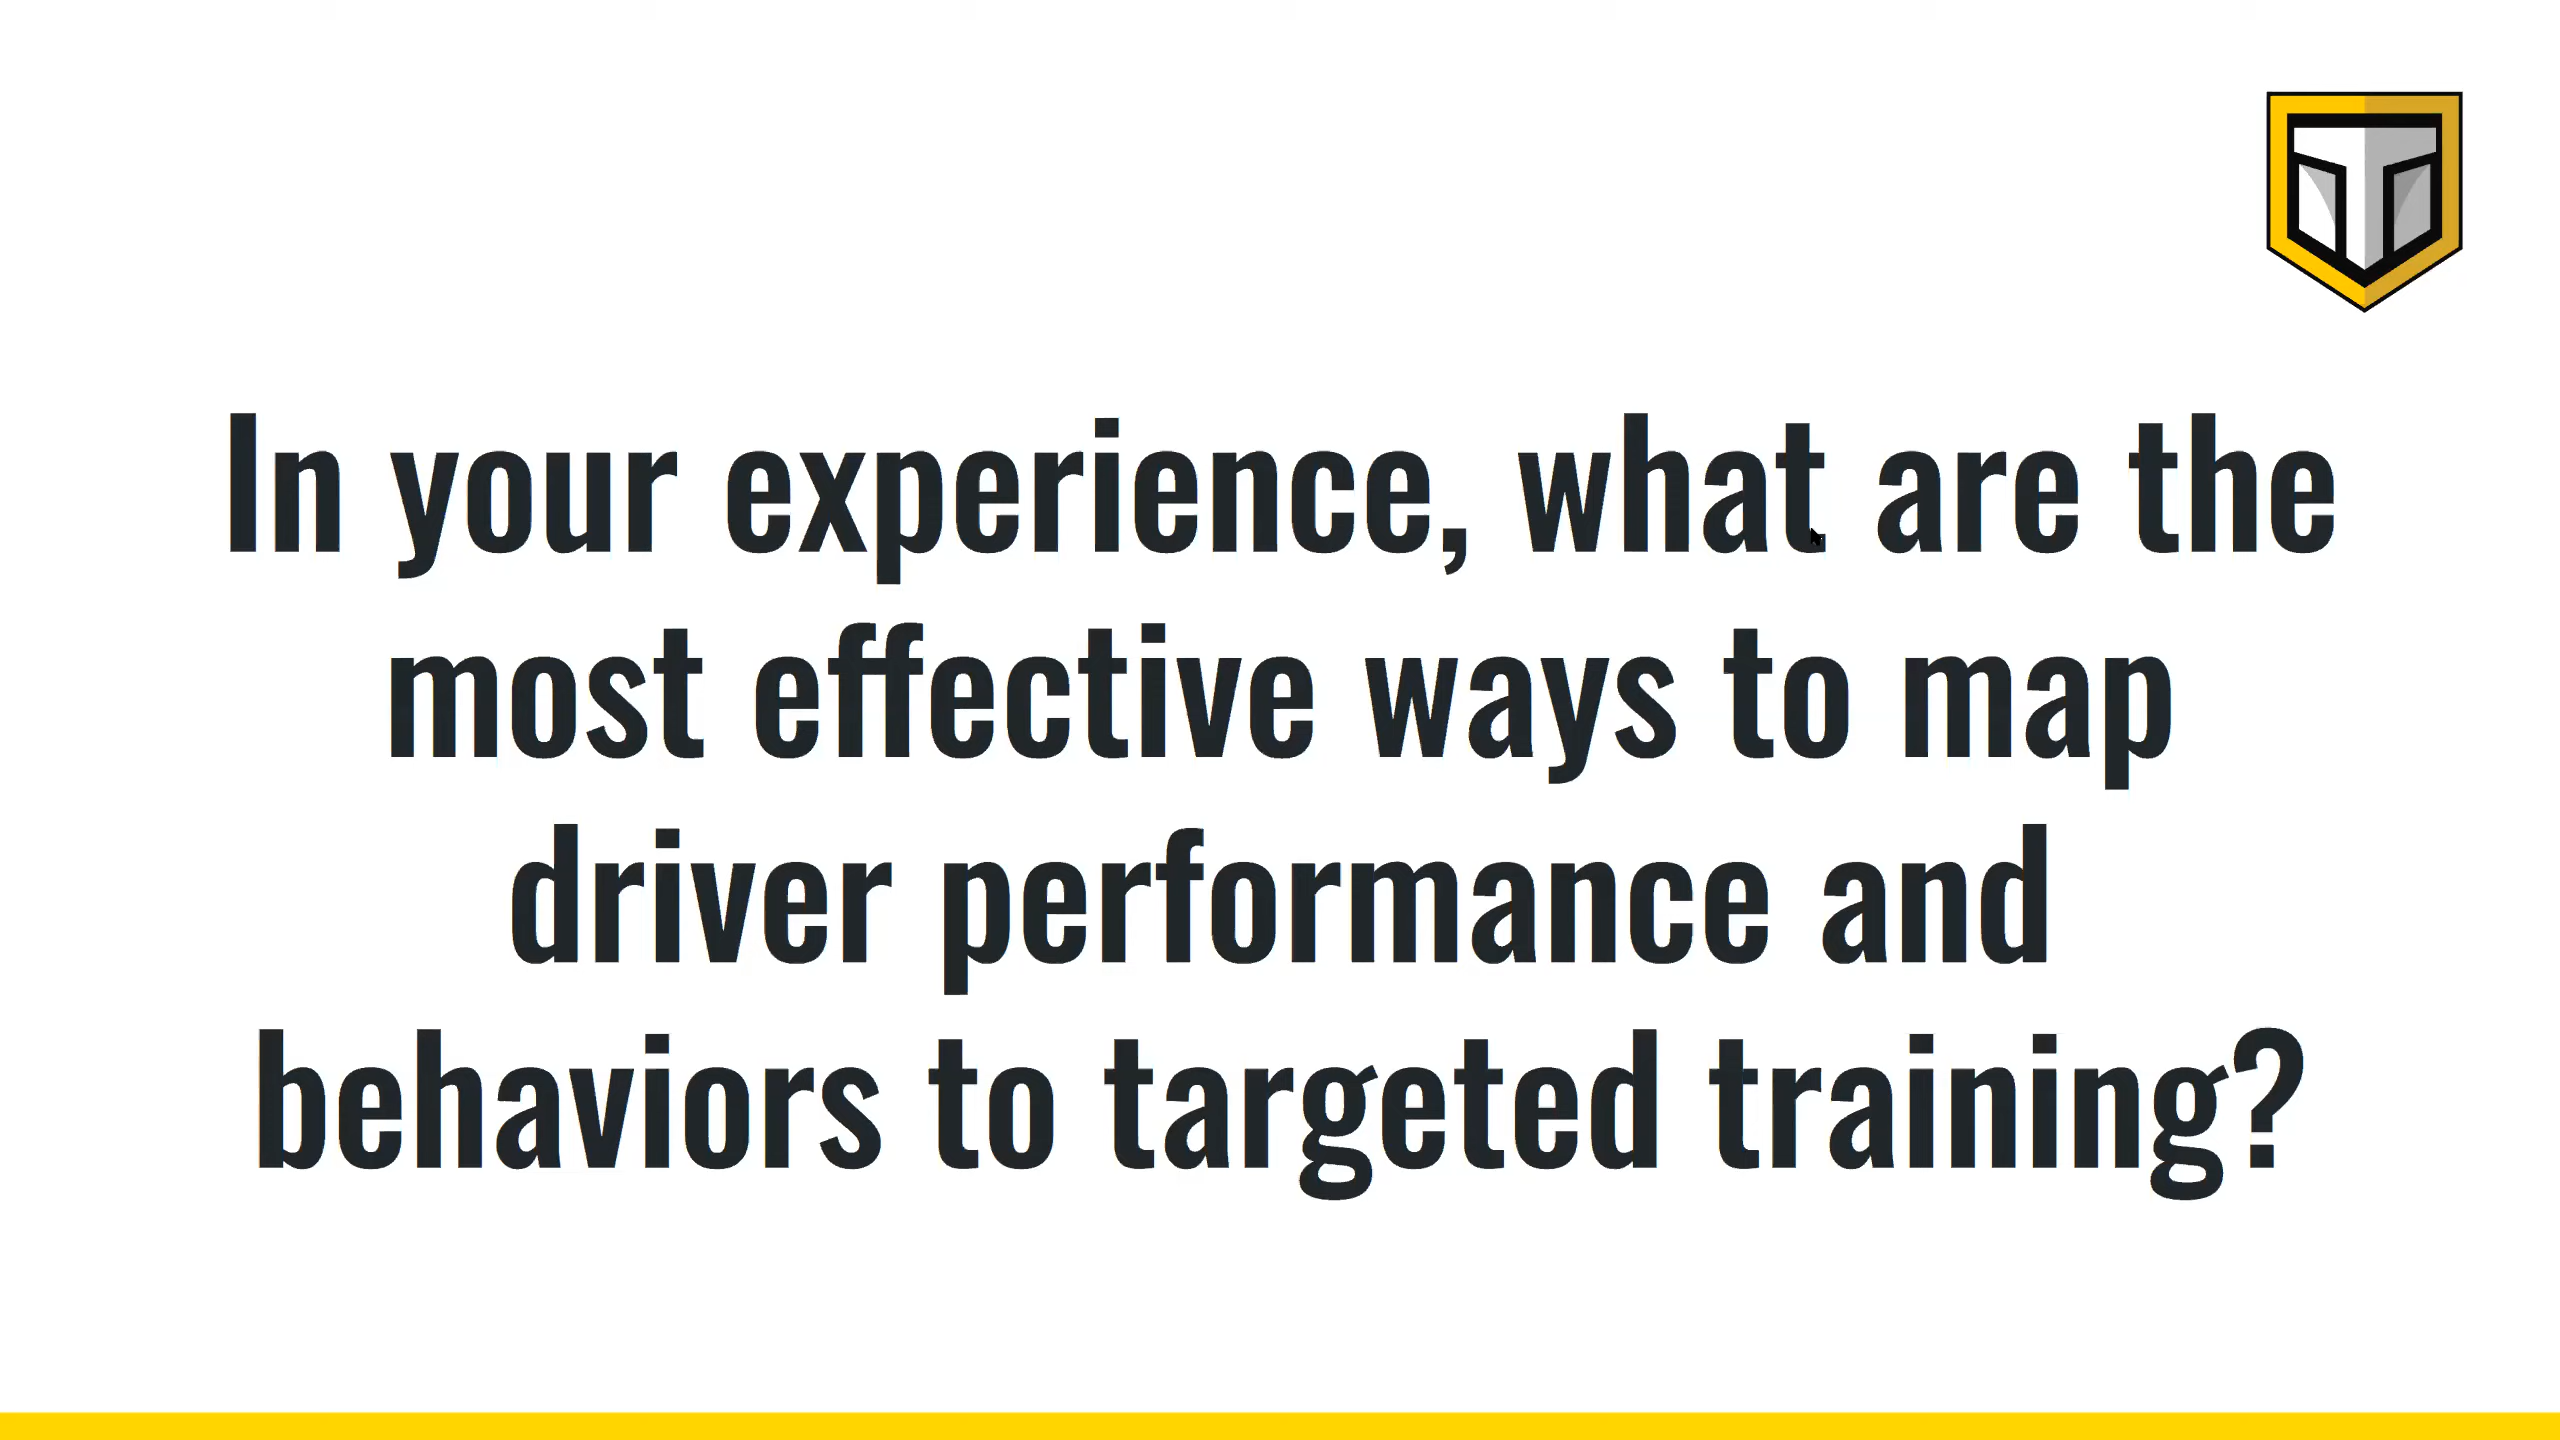 In your experience, what are the
most effective ways to map
driver performance and
behaviors to targeted training?